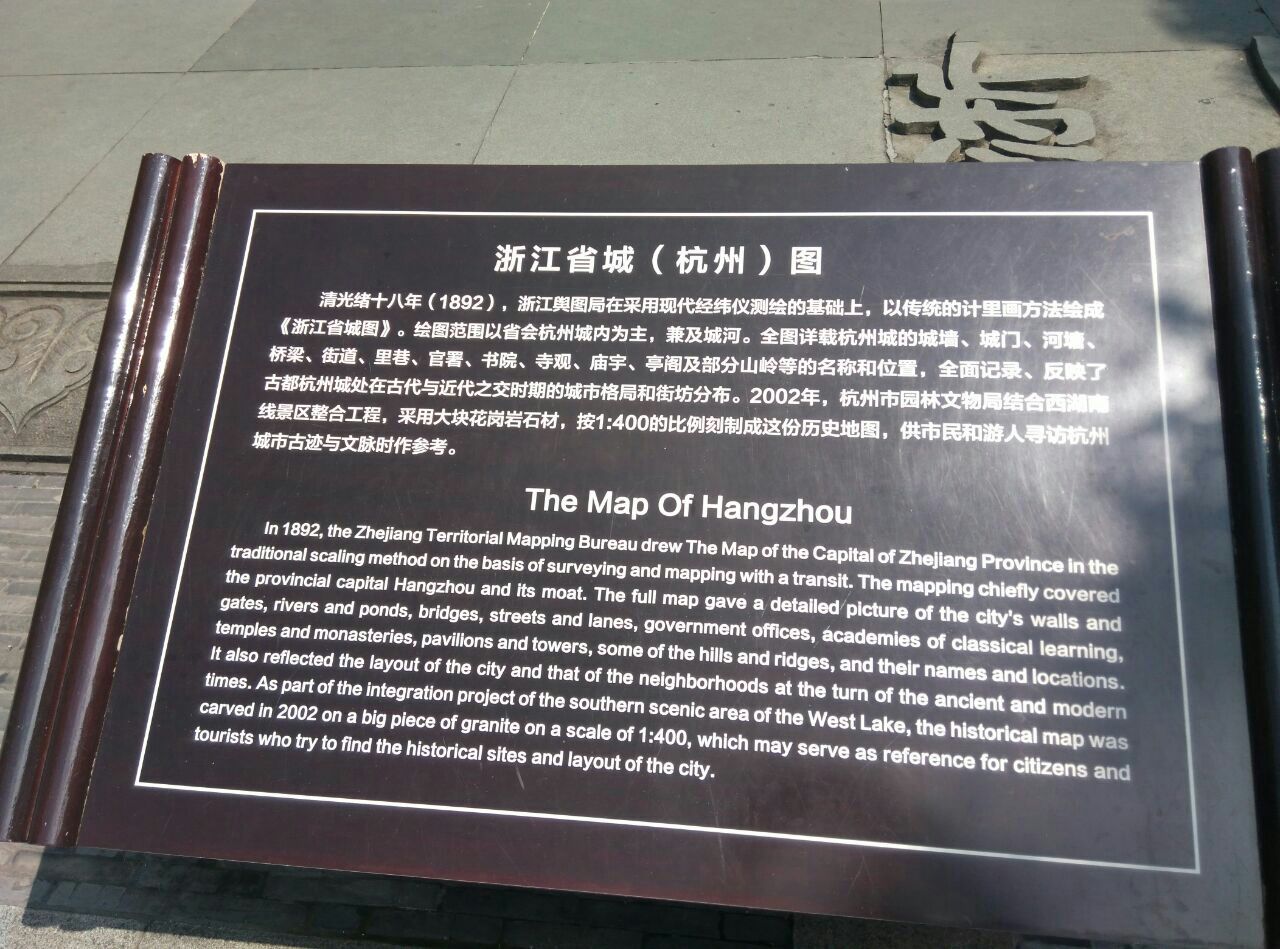 浙江省城（杭州）图
清光绪十八年（1892），浙江舆图局在采用现代经纬仪测绘的基础上，以传统的计里画方法绘成
《浙江省城图》。绘图范围以省会杭州城内为主，兼及城河。全图详载杭州城的城墙、城门、河塘、
桥梁、街道、里巷、官署、书院、寺观、庙宇、亭阁及部分山岭等的名称和位置，全面记录、反映了
古都杭州城处在古代与近代之交时期的城市格局和街坊分布。2002年，杭州市园林文物局结合西湖南
线景区整合工程，采用大块花岗岩石材，按1:400的比例刻制成这份历史地图，供市民和游人寻访杭州
城市古迹与文脉时作参考。
The Map Of Hangzhou
In 1892, the Zhejiang Territorial Mapping Bureau drew The Map of the Capital of Zhejiang Province in the
traditional scaling method on the basis of surveying and mapping with a transit. The mapping chiefly covered
the provincial capital Hangzhou and its moat. The full map gave a detailed picture of the city's walls and
gates, rivers and ponds, bridges, streets and lanes, government offices, academies of classical learning,
temples and monasteries, pavilions and towers, some of the hills and ridges, and their names and locations.
It also reflected the layout of the city and that of the neighborhoods at the turn of the ancient and modern
times. As part of the integration project of the southern scenic area of the West Lake, the historical map was
carved in 2002 on a big piece of granite on a scale of 1:400, which may serve as reference for citizens and
tourists who try to find the historical sites and layout of the city.